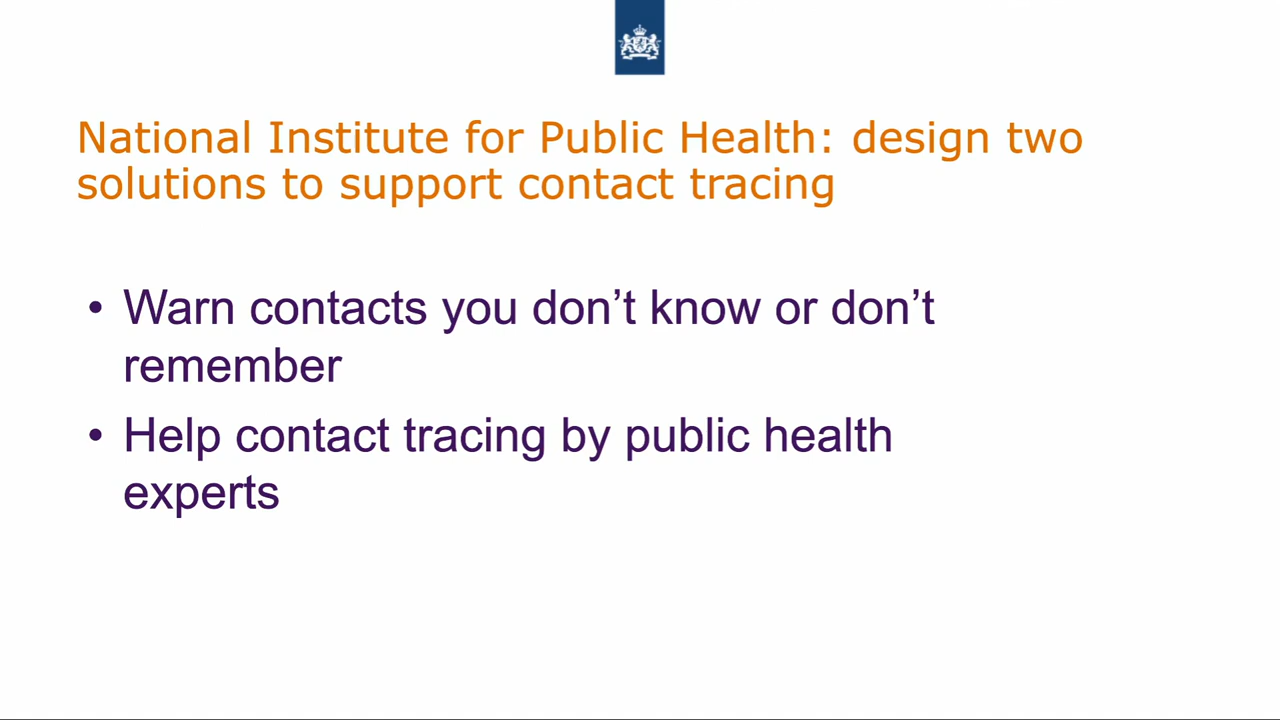 National Institute for Public Health: design two
solutions to support contact tracing
• Warn contacts you don’t know or don’t
remember
• Help contact tracing by public health
experts